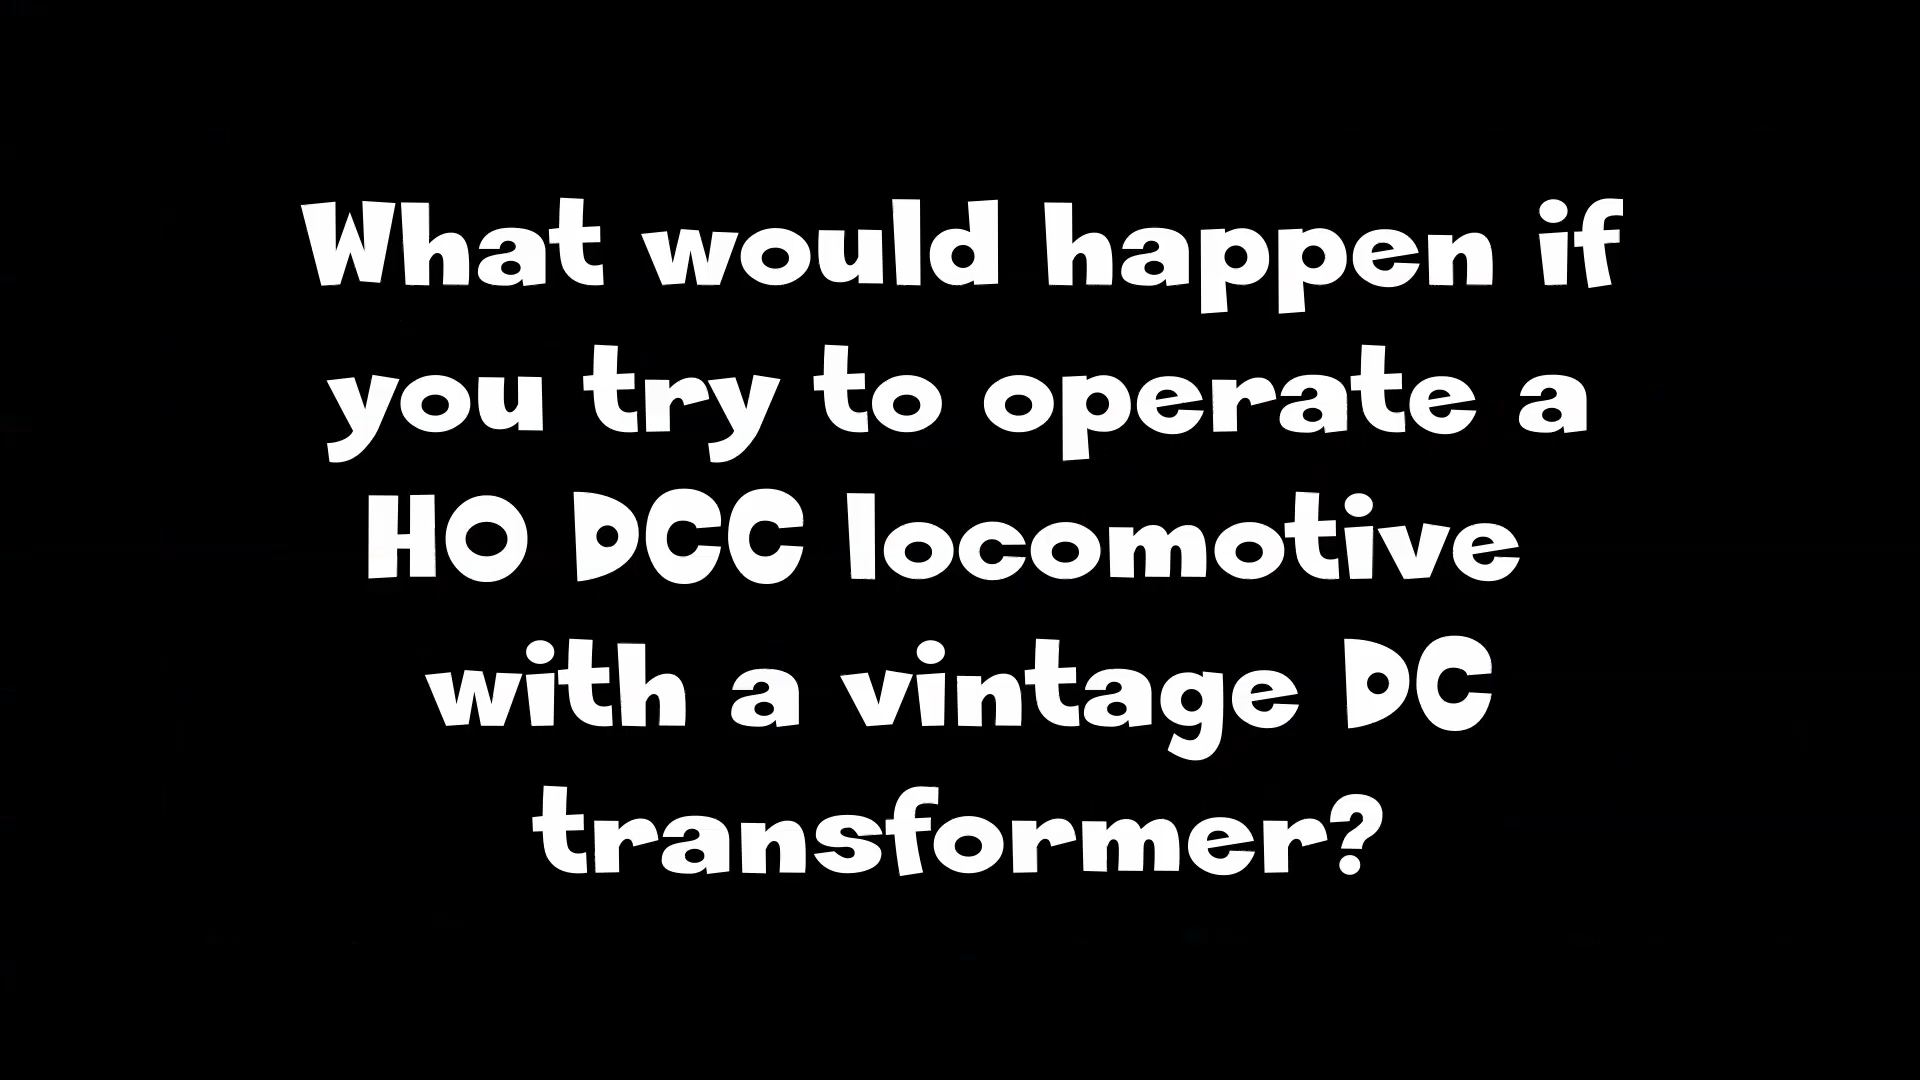 What would happen if
you try to operate a
HO DCC locomotive
with a vintage DC
transformer?